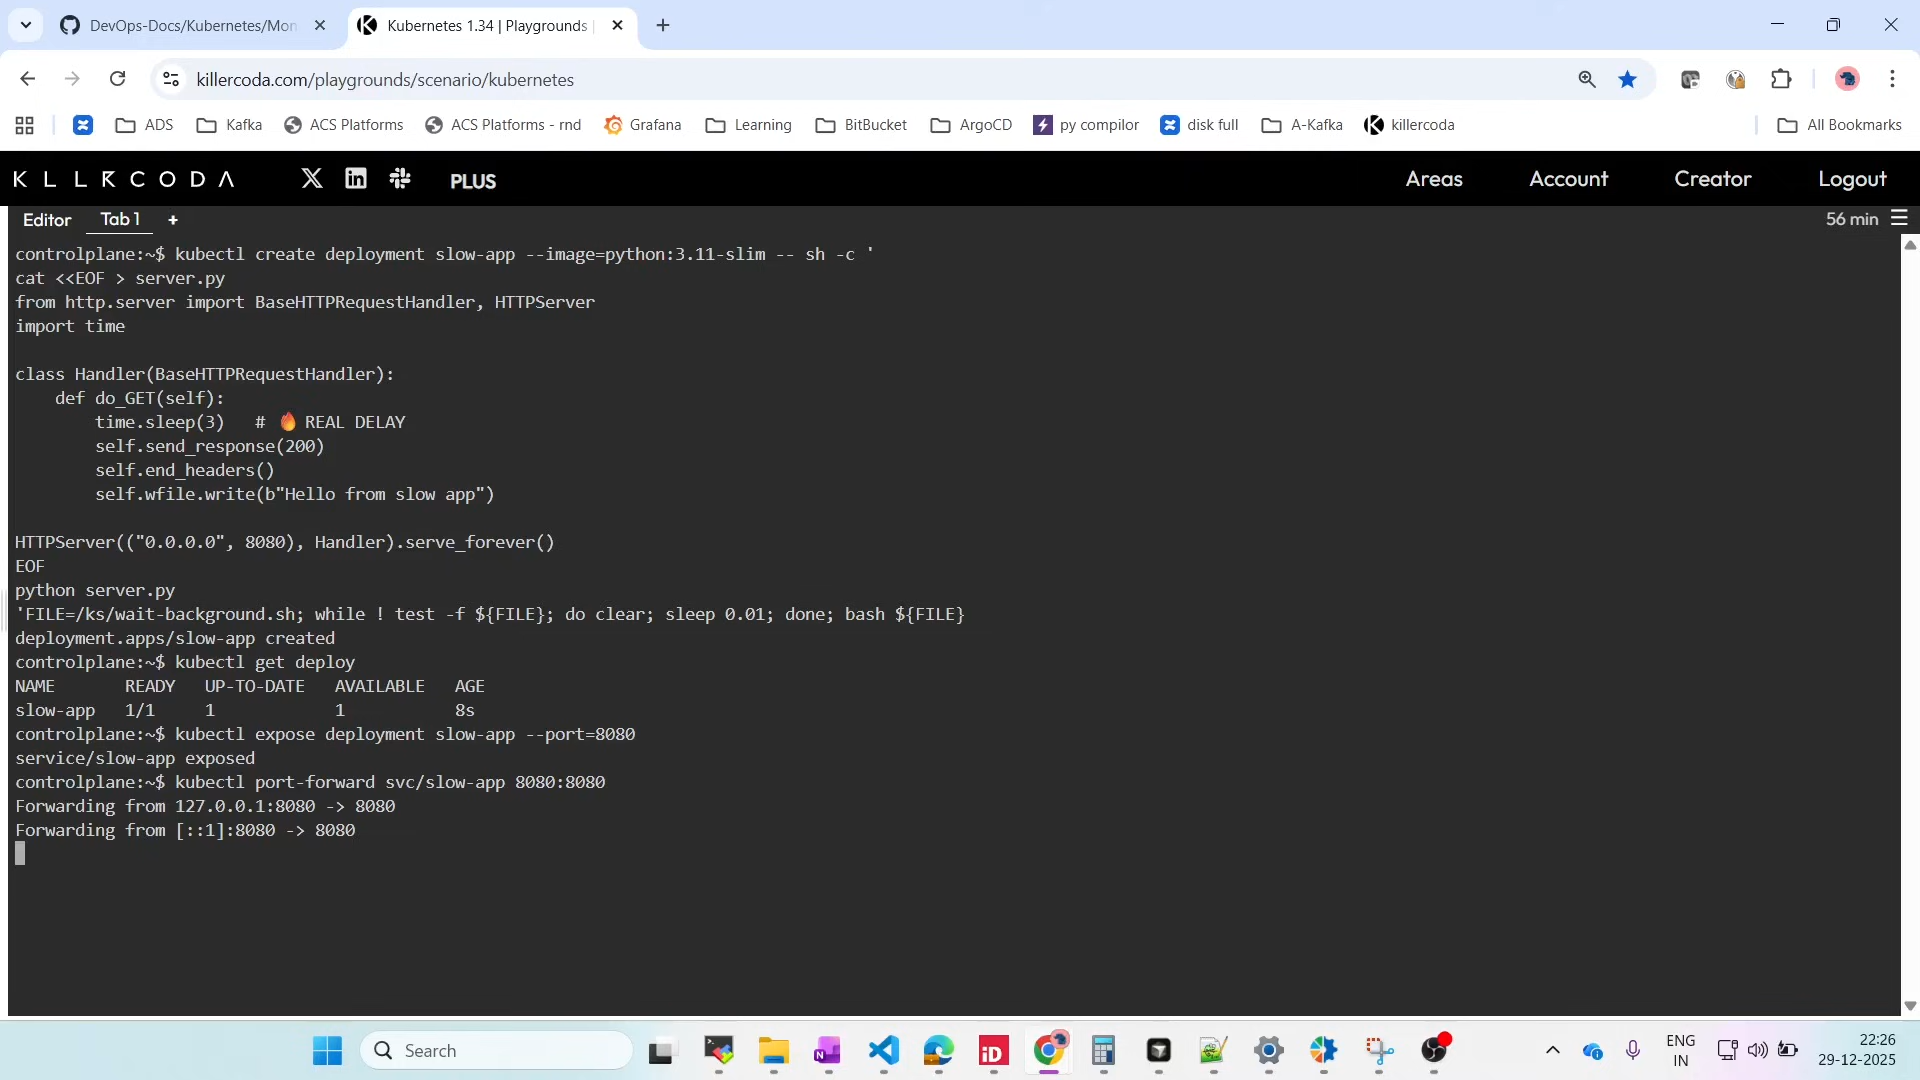 DevOps-Docs/Kubernetes/Mon
Kubernetes 1.34 | Playgrounds |
killercoda.com/playgrounds/scenario/kubernetes
ADS
Kafka
ACS Platforms
ACS Platforms - rnd
Grafana
Learning
BitBucket
ArgoCD
py compilor
disk full
A-Kafka
killercoda
All Bookmarks
KILLERCODA
PLUS
Areas
Account
Creator
Logout
Editor
Tab 1
+
56 min
controlplane:~$ kubectl create deployment slow-app --image=python:3.11-slim -- sh -c '
cat <<EOF > server.py
from http.server import BaseHTTPRequestHandler, HTTPServer
import time
class Handler(BaseHTTPRequestHandler):
    def do_GET(self):
        time.sleep(3)   # 🔥 REAL DELAY
        self.send_response(200)
        self.end_headers()
        self.wfile.write(b"Hello from slow app")
HTTPServer(("0.0.0.0", 8080), Handler).serve_forever()
EOF
python server.py
'FILE=/ks/wait-background.sh; while ! test -f ${FILE}; do clear; sleep 0.01; done; bash ${FILE}
deployment.apps/slow-app created
controlplane:~$ kubectl get deploy
NAME       READY   UP-TO-DATE   AVAILABLE   AGE
slow-app   1/1     1            1           8s
controlplane:~$ kubectl expose deployment slow-app --port=8080
service/slow-app exposed
controlplane:~$ kubectl port-forward svc/slow-app 8080:8080
Forwarding from 127.0.0.1:8080 -> 8080
Forwarding from [::1]:8080 -> 8080
Search
ENG
IN
22:26
29-12-2025